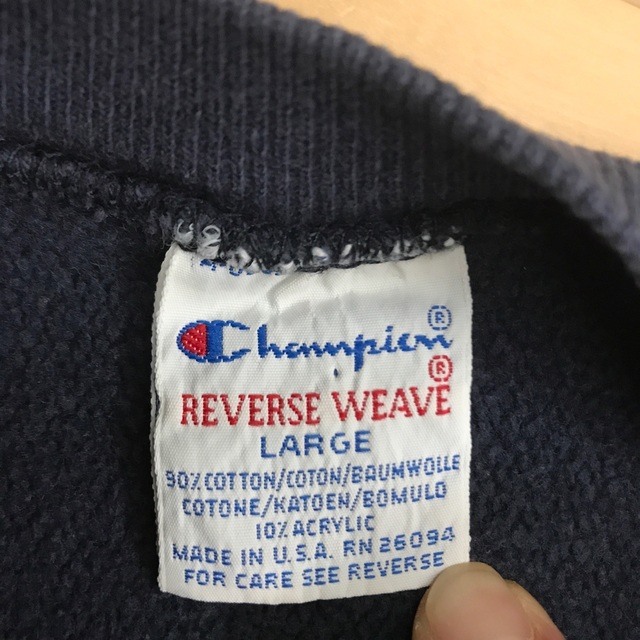 Champion®
REVERSE WEAVE®
LARGE
90% COTTON/COTON/BAUMWOLLE
COTONE/KATOEN/BOMULD
10% ACRYLIC
MADE IN U.S.A. RN 26094
FOR CARE SEE REVERSE